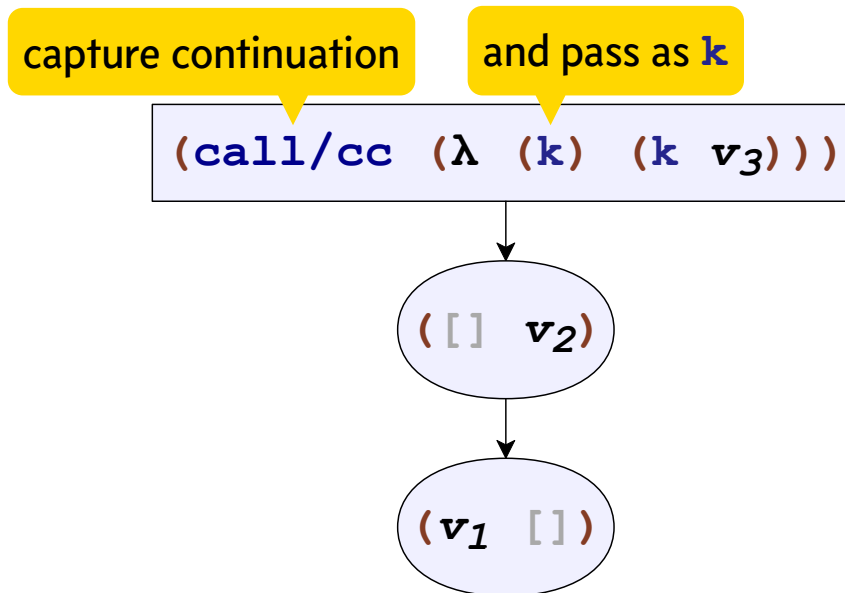 capture continuation
and pass as k
(call/cc (λ (k) (k v3)))
([] v2)
(v1 [])